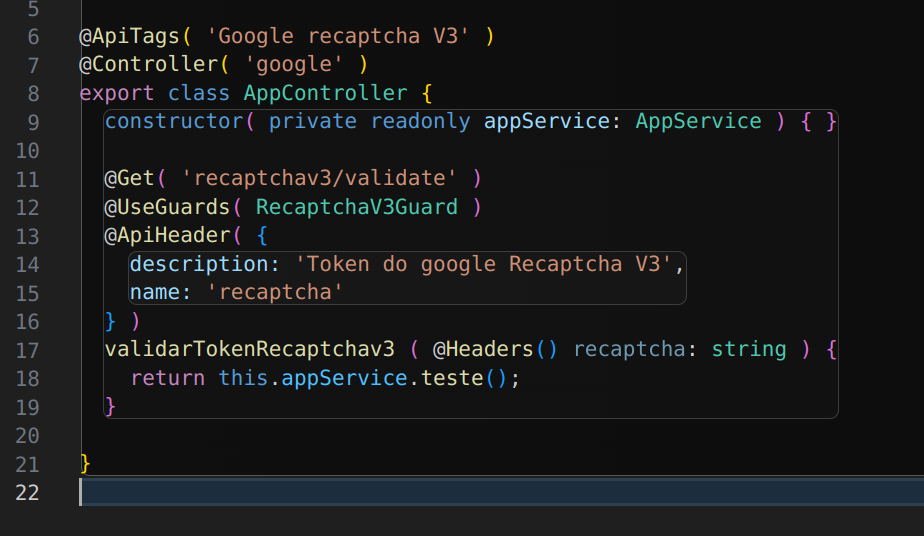 5
6 @ApiTags( 'Google recaptcha V3' )
7 @Controller( 'google' )
8 export class AppController {
9   constructor( private readonly appService: AppService ) { }
10
11   @Get( 'recaptchav3/validate' )
12   @UseGuards( RecaptchaV3Guard )
13   @ApiHeader( {
14     description: 'Token do google Recaptcha V3',
15     name: 'recaptcha'
16   } )
17   validarTokenRecaptchav3 ( @Headers() recaptcha: string ) {
18     return this.appService.teste();
19   }
20
21 }
22